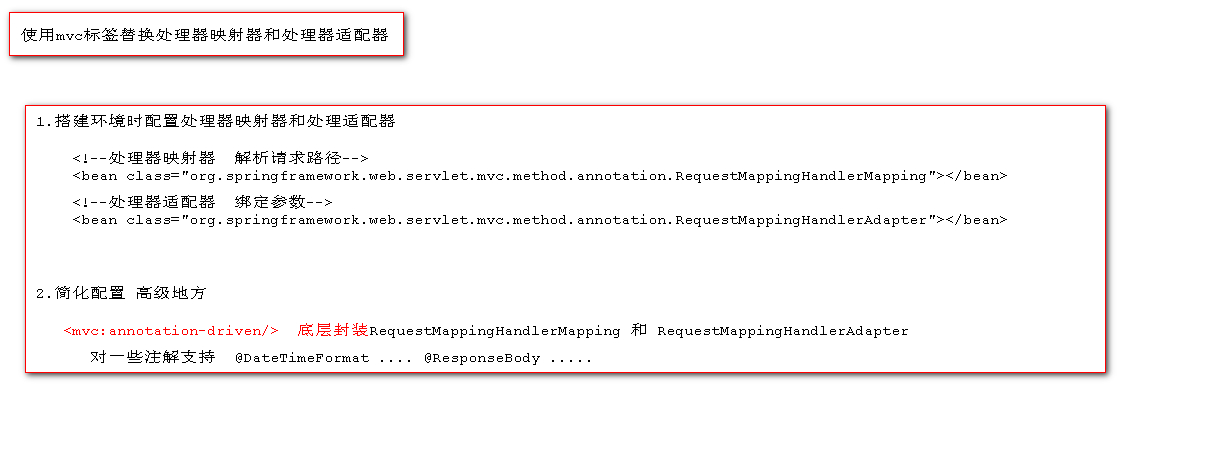 使用mvc标签替换处理器映射器和处理器适配器
1.搭建环境时配置处理器映射器和处理适配器
<!--处理器映射器  解析请求路径-->
<bean class="org.springframework.web.servlet.mvc.method.annotation.RequestMappingHandlerMapping"></bean>
<!--处理器适配器  绑定参数-->
<bean class="org.springframework.web.servlet.mvc.method.annotation.RequestMappingHandlerAdapter"></bean>
2.简化配置 高级地方
<mvc:annotation-driven/>  底层封装RequestMappingHandlerMapping 和 RequestMappingHandlerAdapter
对一些注解支持  @DateTimeFormat .... @ResponseBody .....